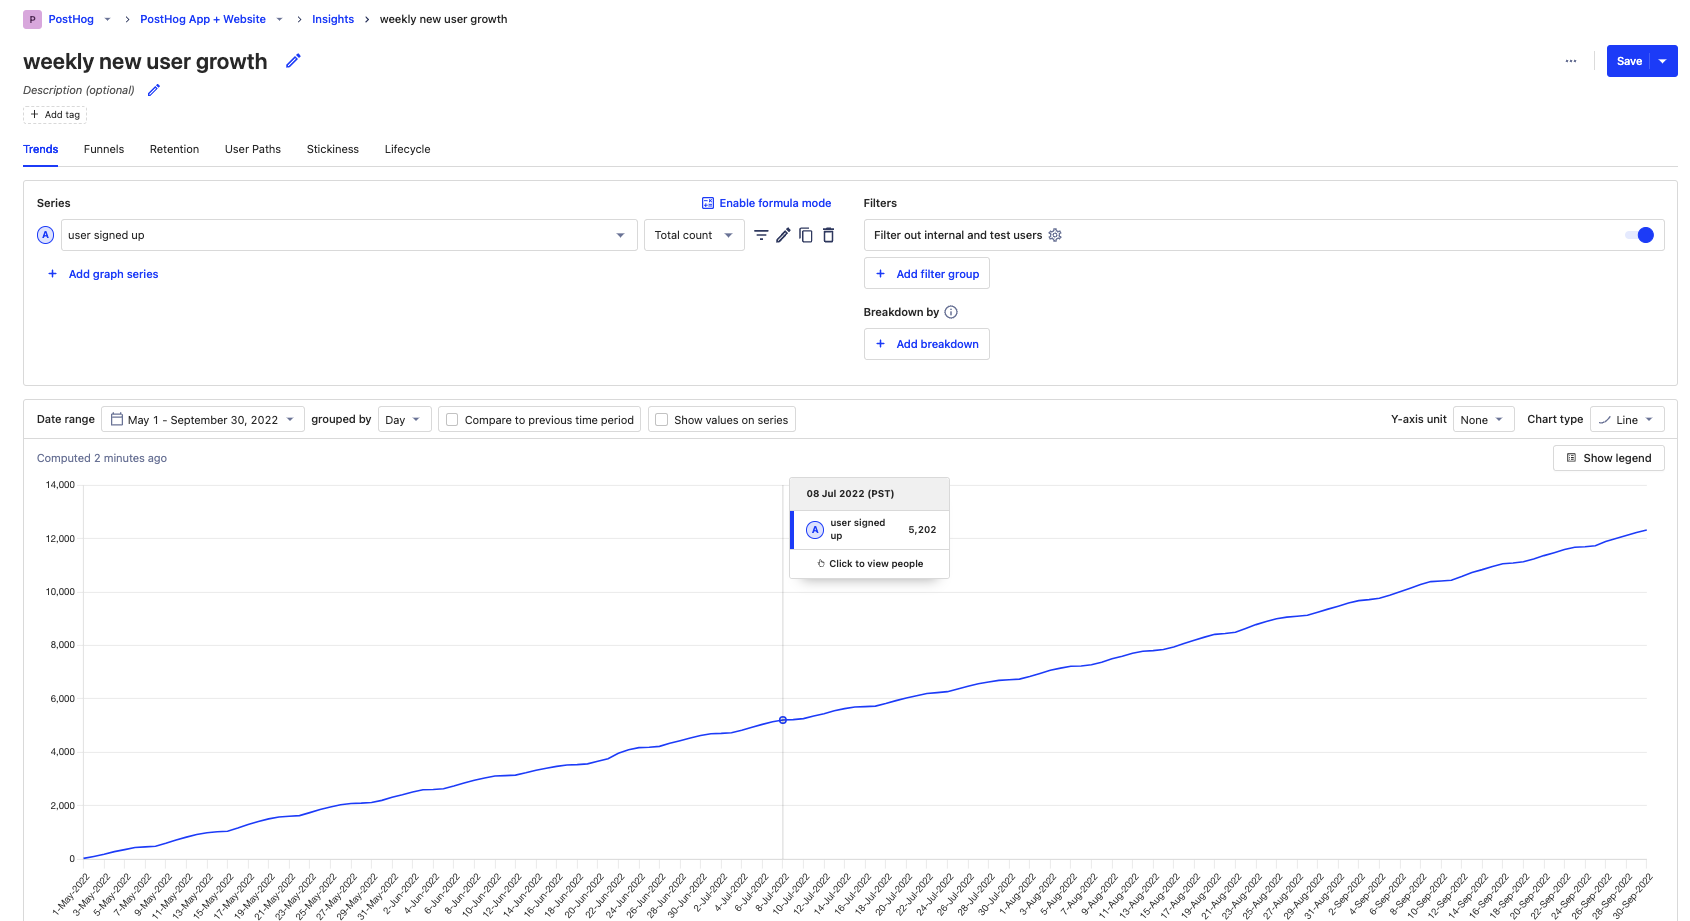 P PostHog > PostHog App + Website > Insights > weekly new user growth
weekly new user growth
Save
Description (optional)
+ Add tag
Trends Funnels Retention User Paths Stickiness Lifecycle
Series
Enable formula mode
A user signed up Total count
+ Add graph series
Filters
Filter out internal and test users
+ Add filter group
Breakdown by
+ Add breakdown
Date range May 1 - September 30, 2022 grouped by Day Compare to previous time period Show values on series Y-axis unit None Chart type Line
Computed 2 minutes ago
Show legend
14,000
12,000
10,000
8,000
6,000
4,000
2,000
0
08 Jul 2022 (PST)
A user signed up 5,202
Click to view people
1-May-2022
3-May-2022
5-May-2022
7-May-2022
9-May-2022
11-May-2022
13-May-2022
15-May-2022
17-May-2022
19-May-2022
21-May-2022
23-May-2022
25-May-2022
27-May-2022
29-May-2022
31-May-2022
2-Jun-2022
4-Jun-2022
6-Jun-2022
8-Jun-2022
10-Jun-2022
12-Jun-2022
14-Jun-2022
16-Jun-2022
18-Jun-2022
20-Jun-2022
22-Jun-2022
24-Jun-2022
26-Jun-2022
28-Jun-2022
30-Jun-2022
2-Jul-2022
4-Jul-2022
6-Jul-2022
8-Jul-2022
10-Jul-2022
12-Jul-2022
14-Jul-2022
16-Jul-2022
18-Jul-2022
20-Jul-2022
22-Jul-2022
24-Jul-2022
26-Jul-2022
28-Jul-2022
30-Jul-2022
1-Aug-2022
3-Aug-2022
5-Aug-2022
7-Aug-2022
9-Aug-2022
11-Aug-2022
13-Aug-2022
15-Aug-2022
17-Aug-2022
19-Aug-2022
21-Aug-2022
23-Aug-2022
25-Aug-2022
27-Aug-2022
29-Aug-2022
31-Aug-2022
2-Sep-2022
4-Sep-2022
6-Sep-2022
8-Sep-2022
10-Sep-2022
12-Sep-2022
14-Sep-2022
16-Sep-2022
18-Sep-2022
20-Sep-2022
22-Sep-2022
24-Sep-2022
26-Sep-2022
28-Sep-2022
30-Sep-2022